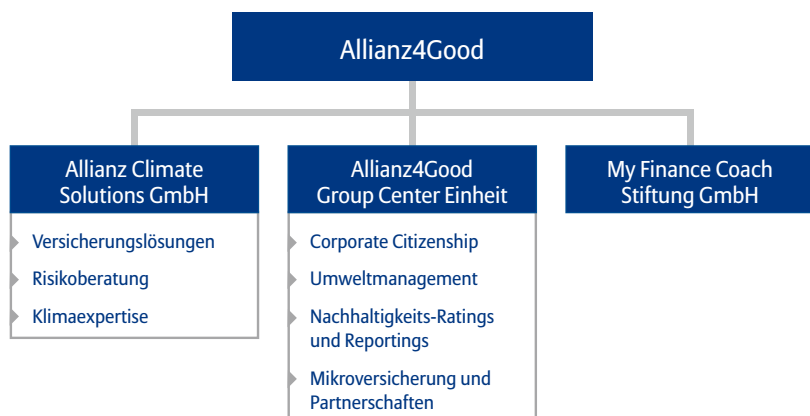 Allianz4Good
Allianz Climate
Solutions GmbH
Versicherungslösungen
Risikoberatung
Klimaexpertise
Allianz4Good
Group Center Einheit
Corporate Citizenship
Umweltmanagement
Nachhaltigkeits-Ratings
und Reportings
Mikroversicherung und
Partnerschaften
My Finance Coach
Stiftung GmbH